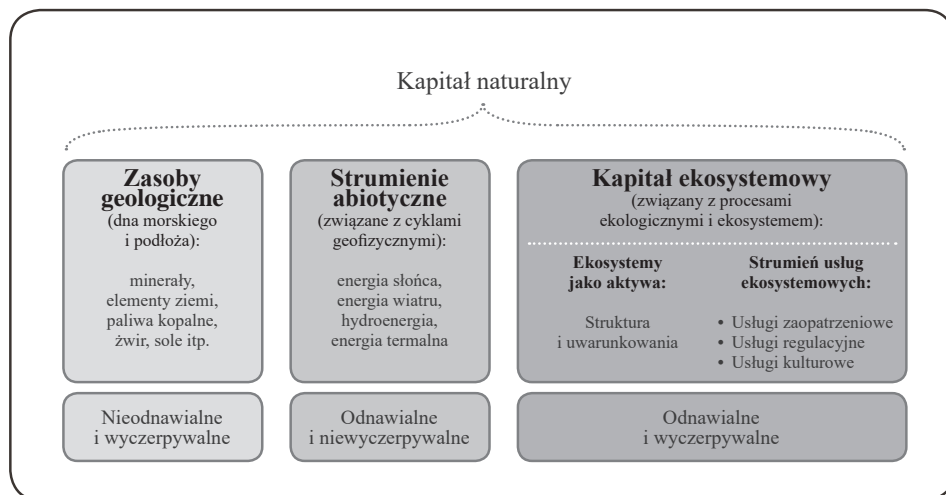 Kapitał naturalny
Zasoby
geologiczne
(dna morskiego
i podłoża):
minerały,
elementy ziemi,
paliwa kopalne,
żwir, sole itp.
Nieodnawialne
i wyczerpywalne
Strumienie
abiotyczne
(związane z cyklami
geofizycznymi):
energia słońca,
energia wiatru,
hydroenergia,
energia termalna
Odnawialne
i niewyczerpywalne
Kapitał ekosystemowy
(związany z procesami
ekologicznymi i ekosystemem):
Ekosystemy
jako aktywa:
Struktura
i uwarunkowania
Strumień usług
ekosystemowych:
• Usługi zaopatrzeniowe
• Usługi regulacyjne
• Usługi kulturowe
Odnawialne
i wyczerpywalne